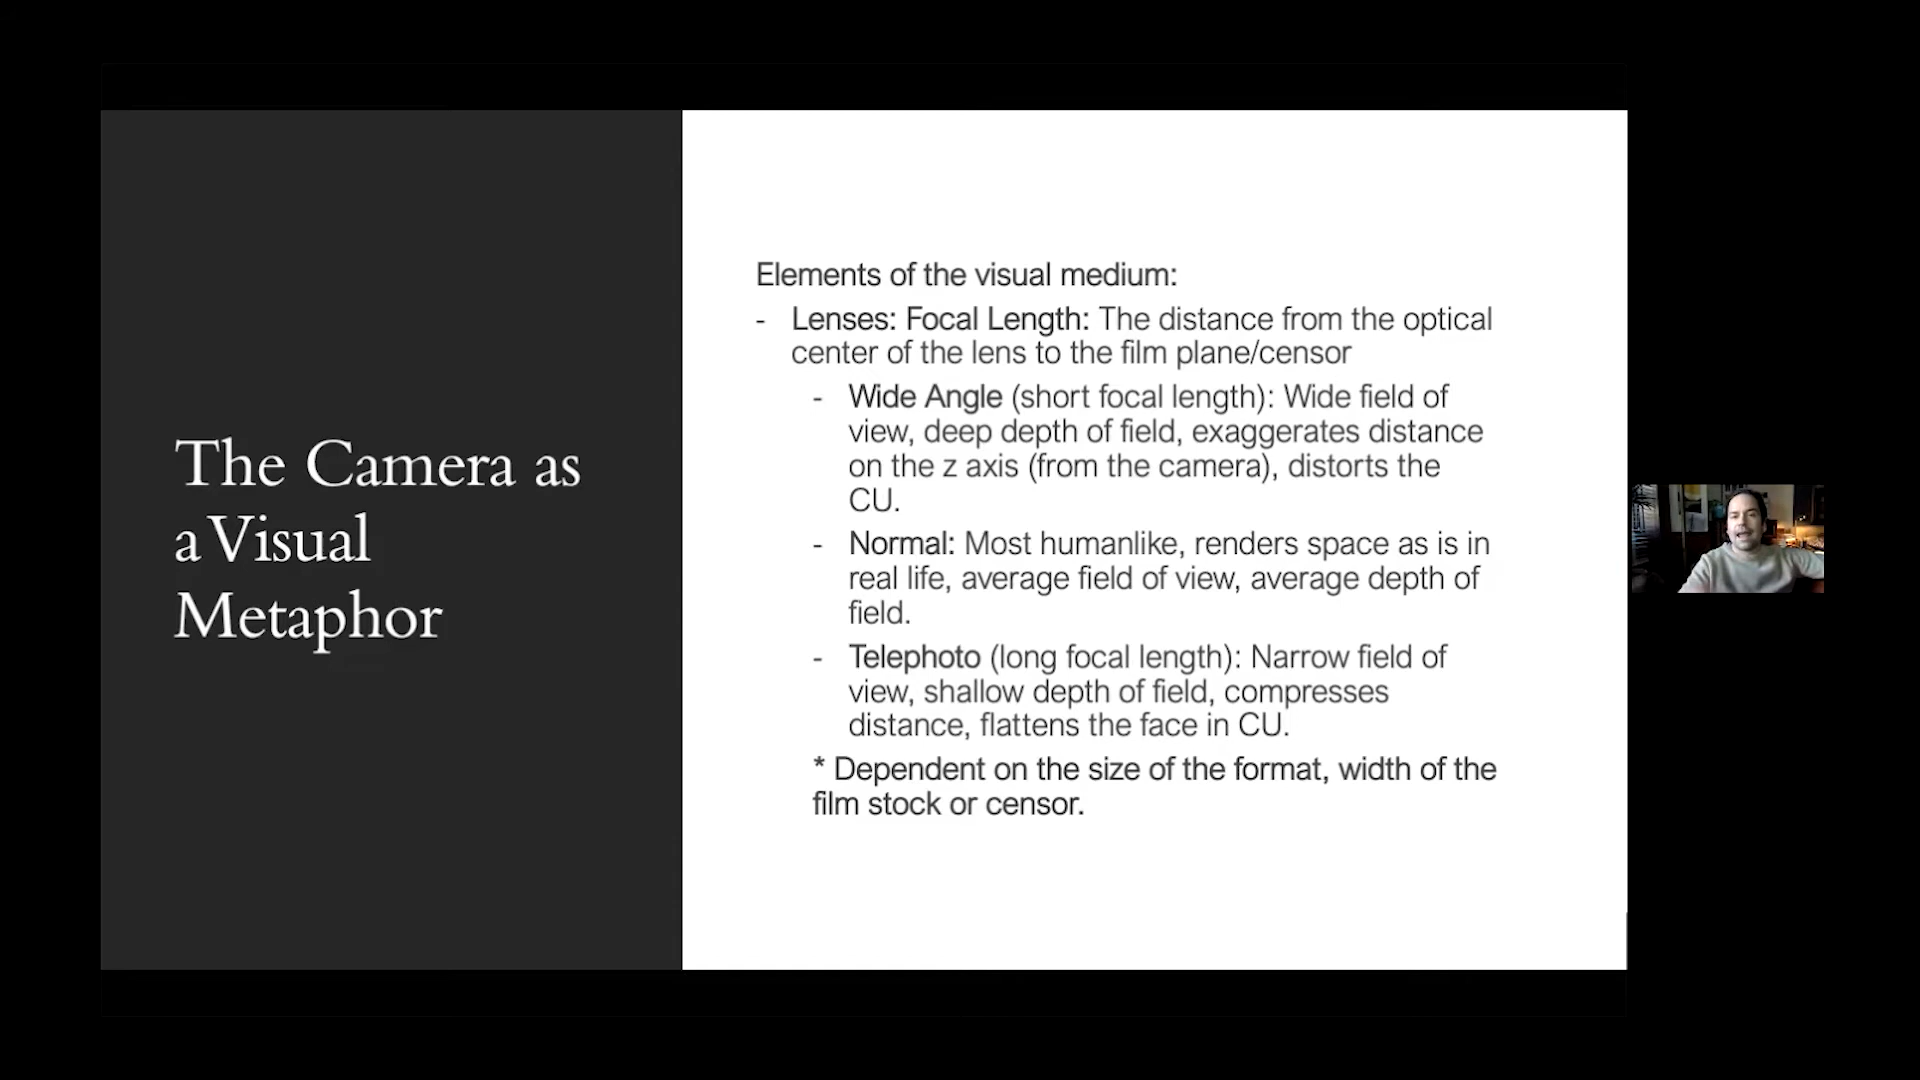 The Camera as
a Visual
Metaphor
Elements of the visual medium:
- Lenses: Focal Length: The distance from the optical
center of the lens to the film plane/censor
- Wide Angle (short focal length): Wide field of
view, deep depth of field, exaggerates distance
on the z axis (from the camera), distorts the
CU.
- Normal: Most humanlike, renders space as is in
real life, average field of view, average depth of
field.
- Telephoto (long focal length): Narrow field of
view, shallow depth of field, compresses
distance, flattens the face in CU.
* Dependent on the size of the format, width of the
film stock or censor.